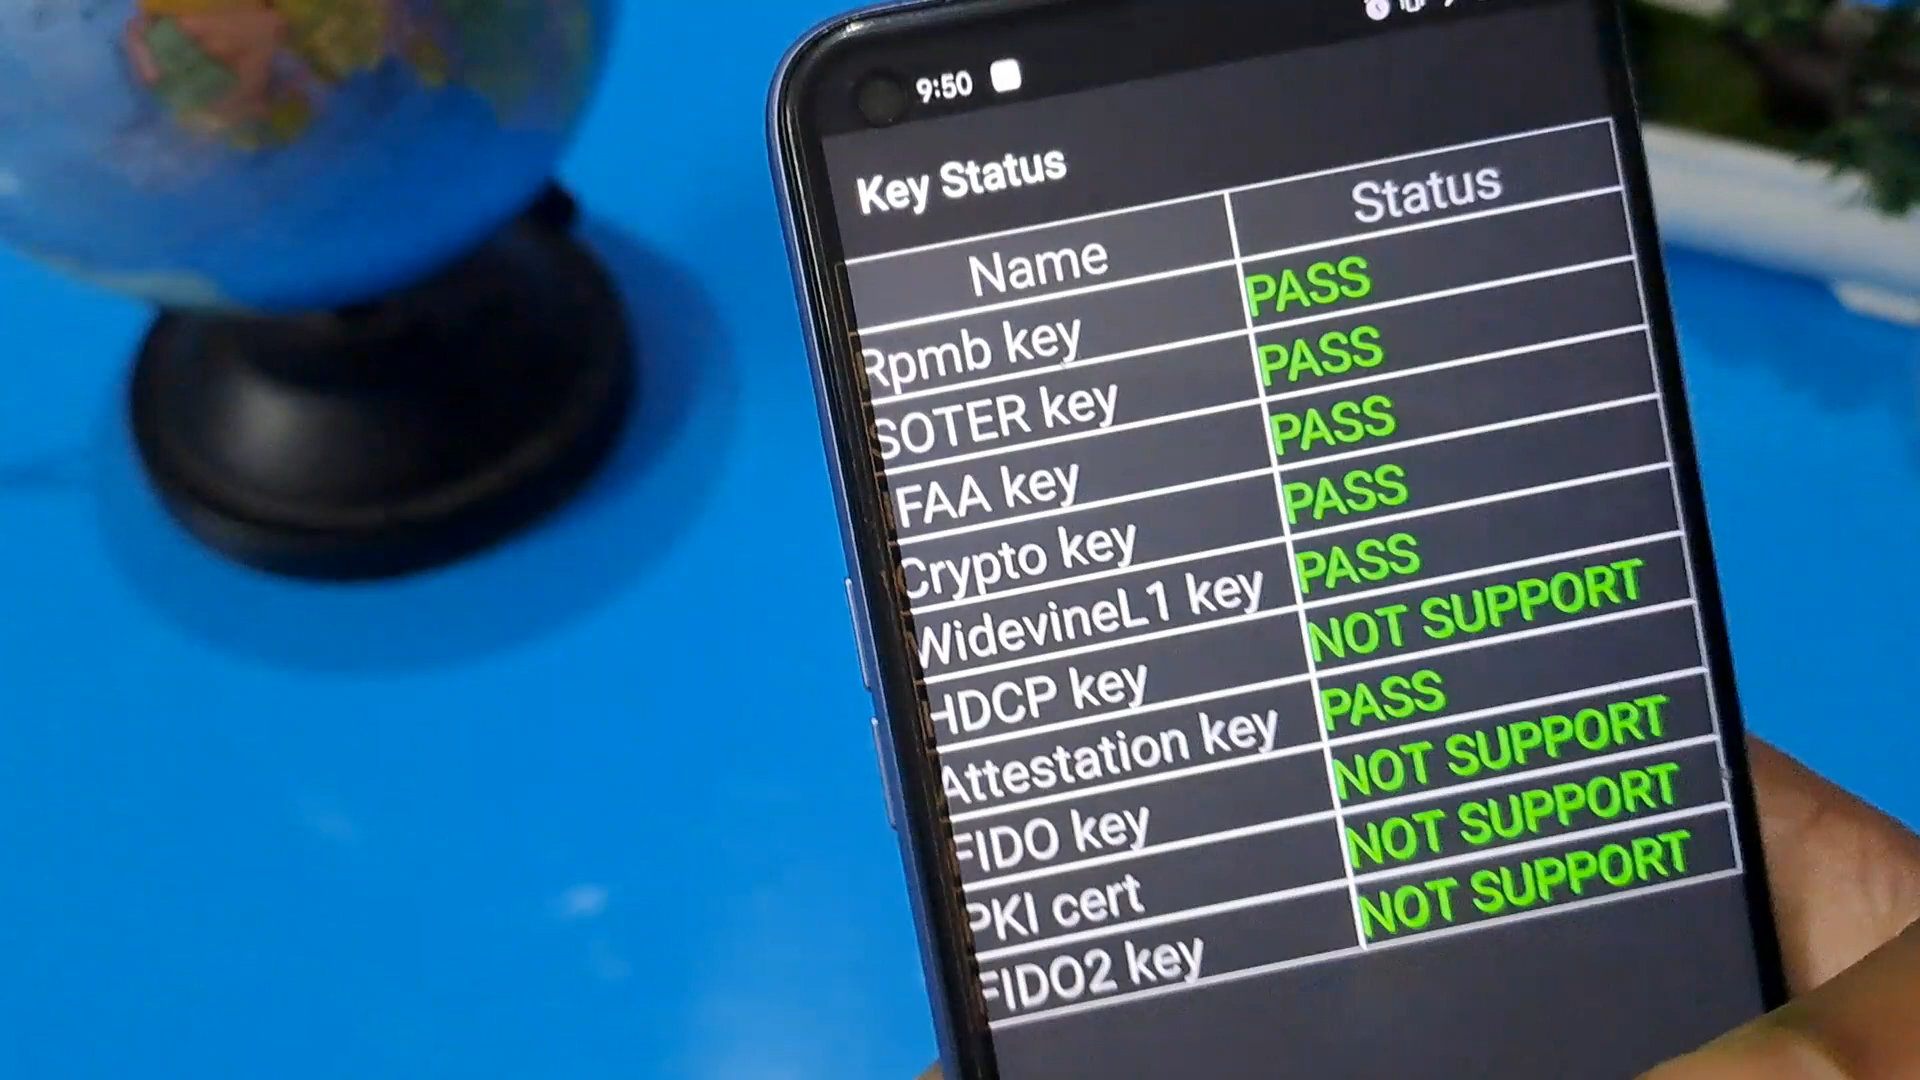 9:50
Key Status
Name Status
Rpmb key PASS
SOTER key PASS
IFAA key PASS
Crypto key PASS
WidevineL1 key PASS
HDCP key NOT SUPPORT
Attestation key PASS
FIDO key NOT SUPPORT
PKI cert NOT SUPPORT
FIDO2 key NOT SUPPORT